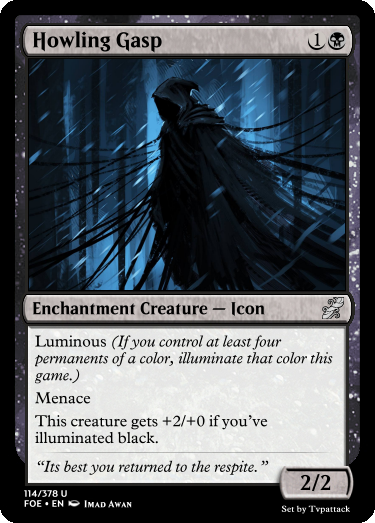 Howling Gasp 1
Enchantment Creature — Icon
Luminous (If you control at least four
permanents of a color, illuminate that color this
game.)
Menace
This creature gets +2/+0 if you've
illuminated black.
"Its best you returned to the respite."
2/2
114/378 U
FOE • EN Imad Awan
Set by Tvpattack